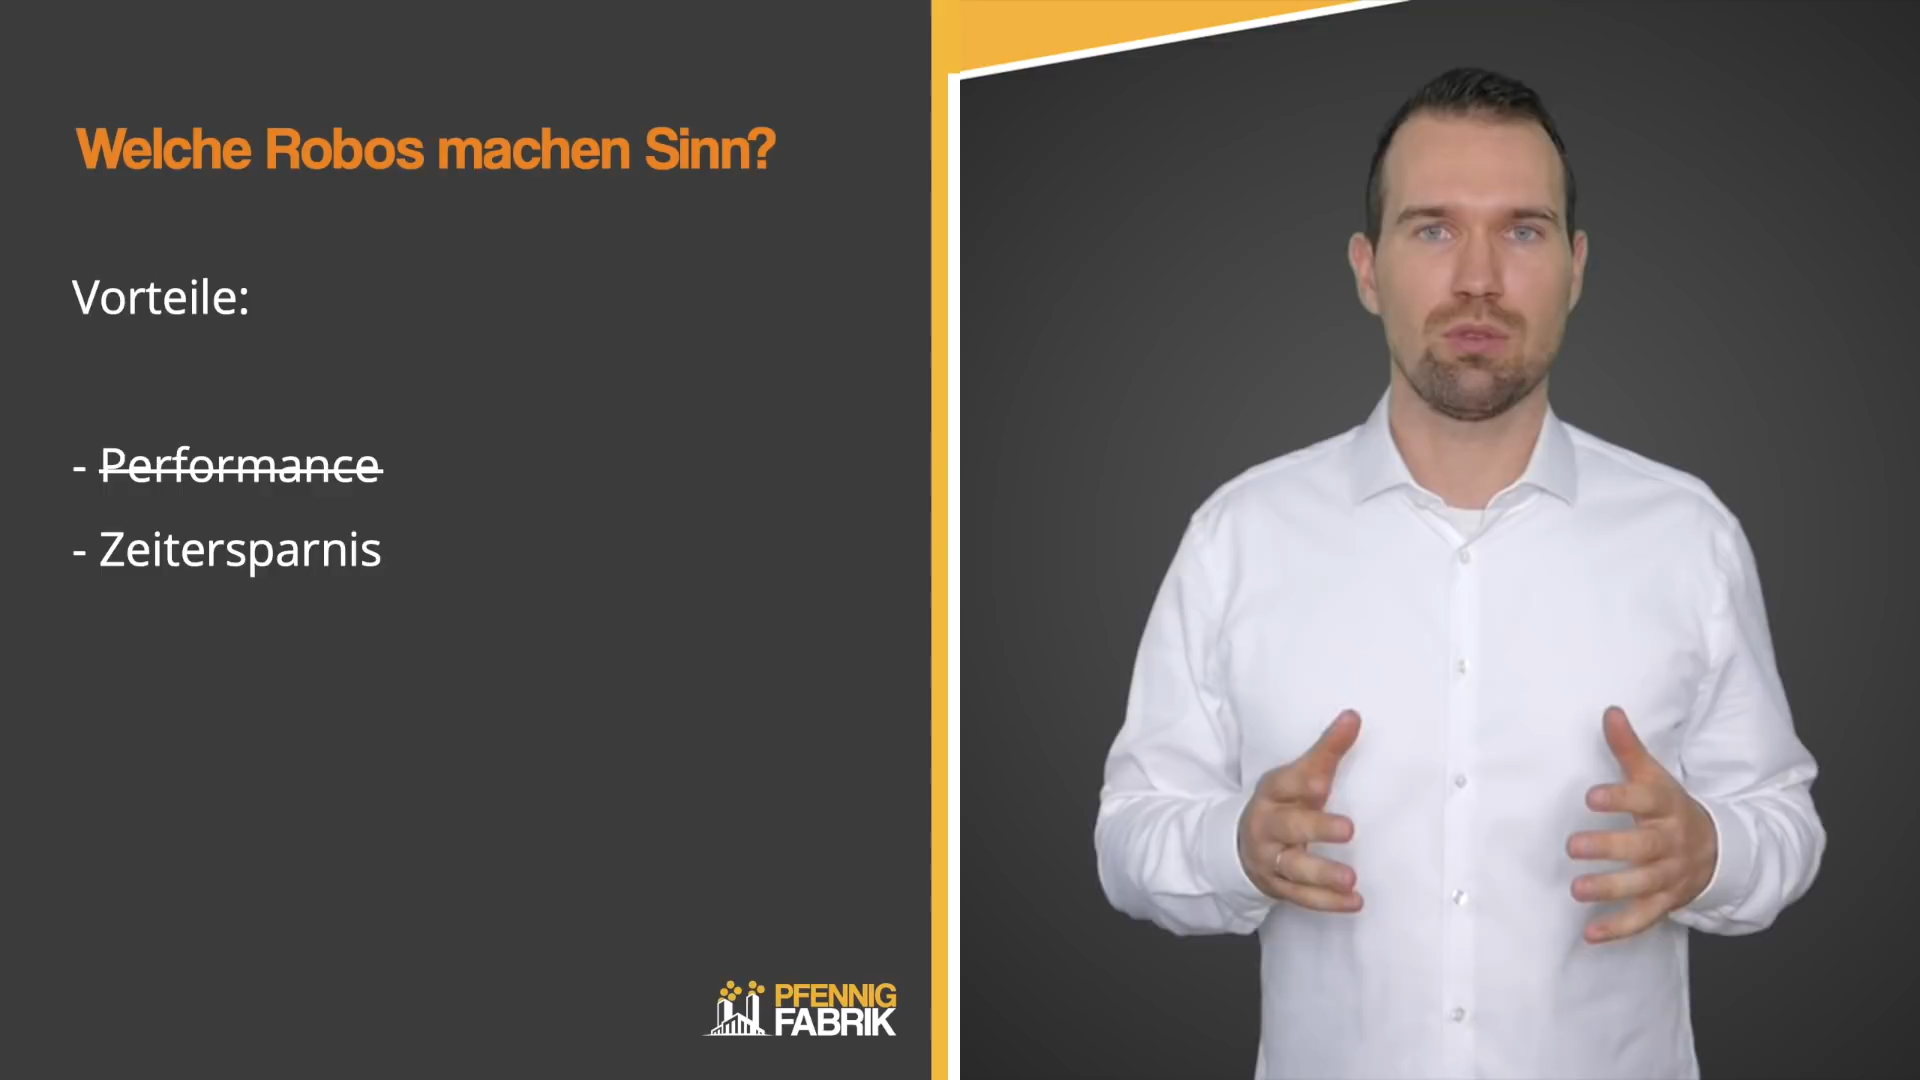 Welche Robos machen Sinn?
Vorteile:
- Performance
- Zeitersparnis
PFENNIG
FABRIK